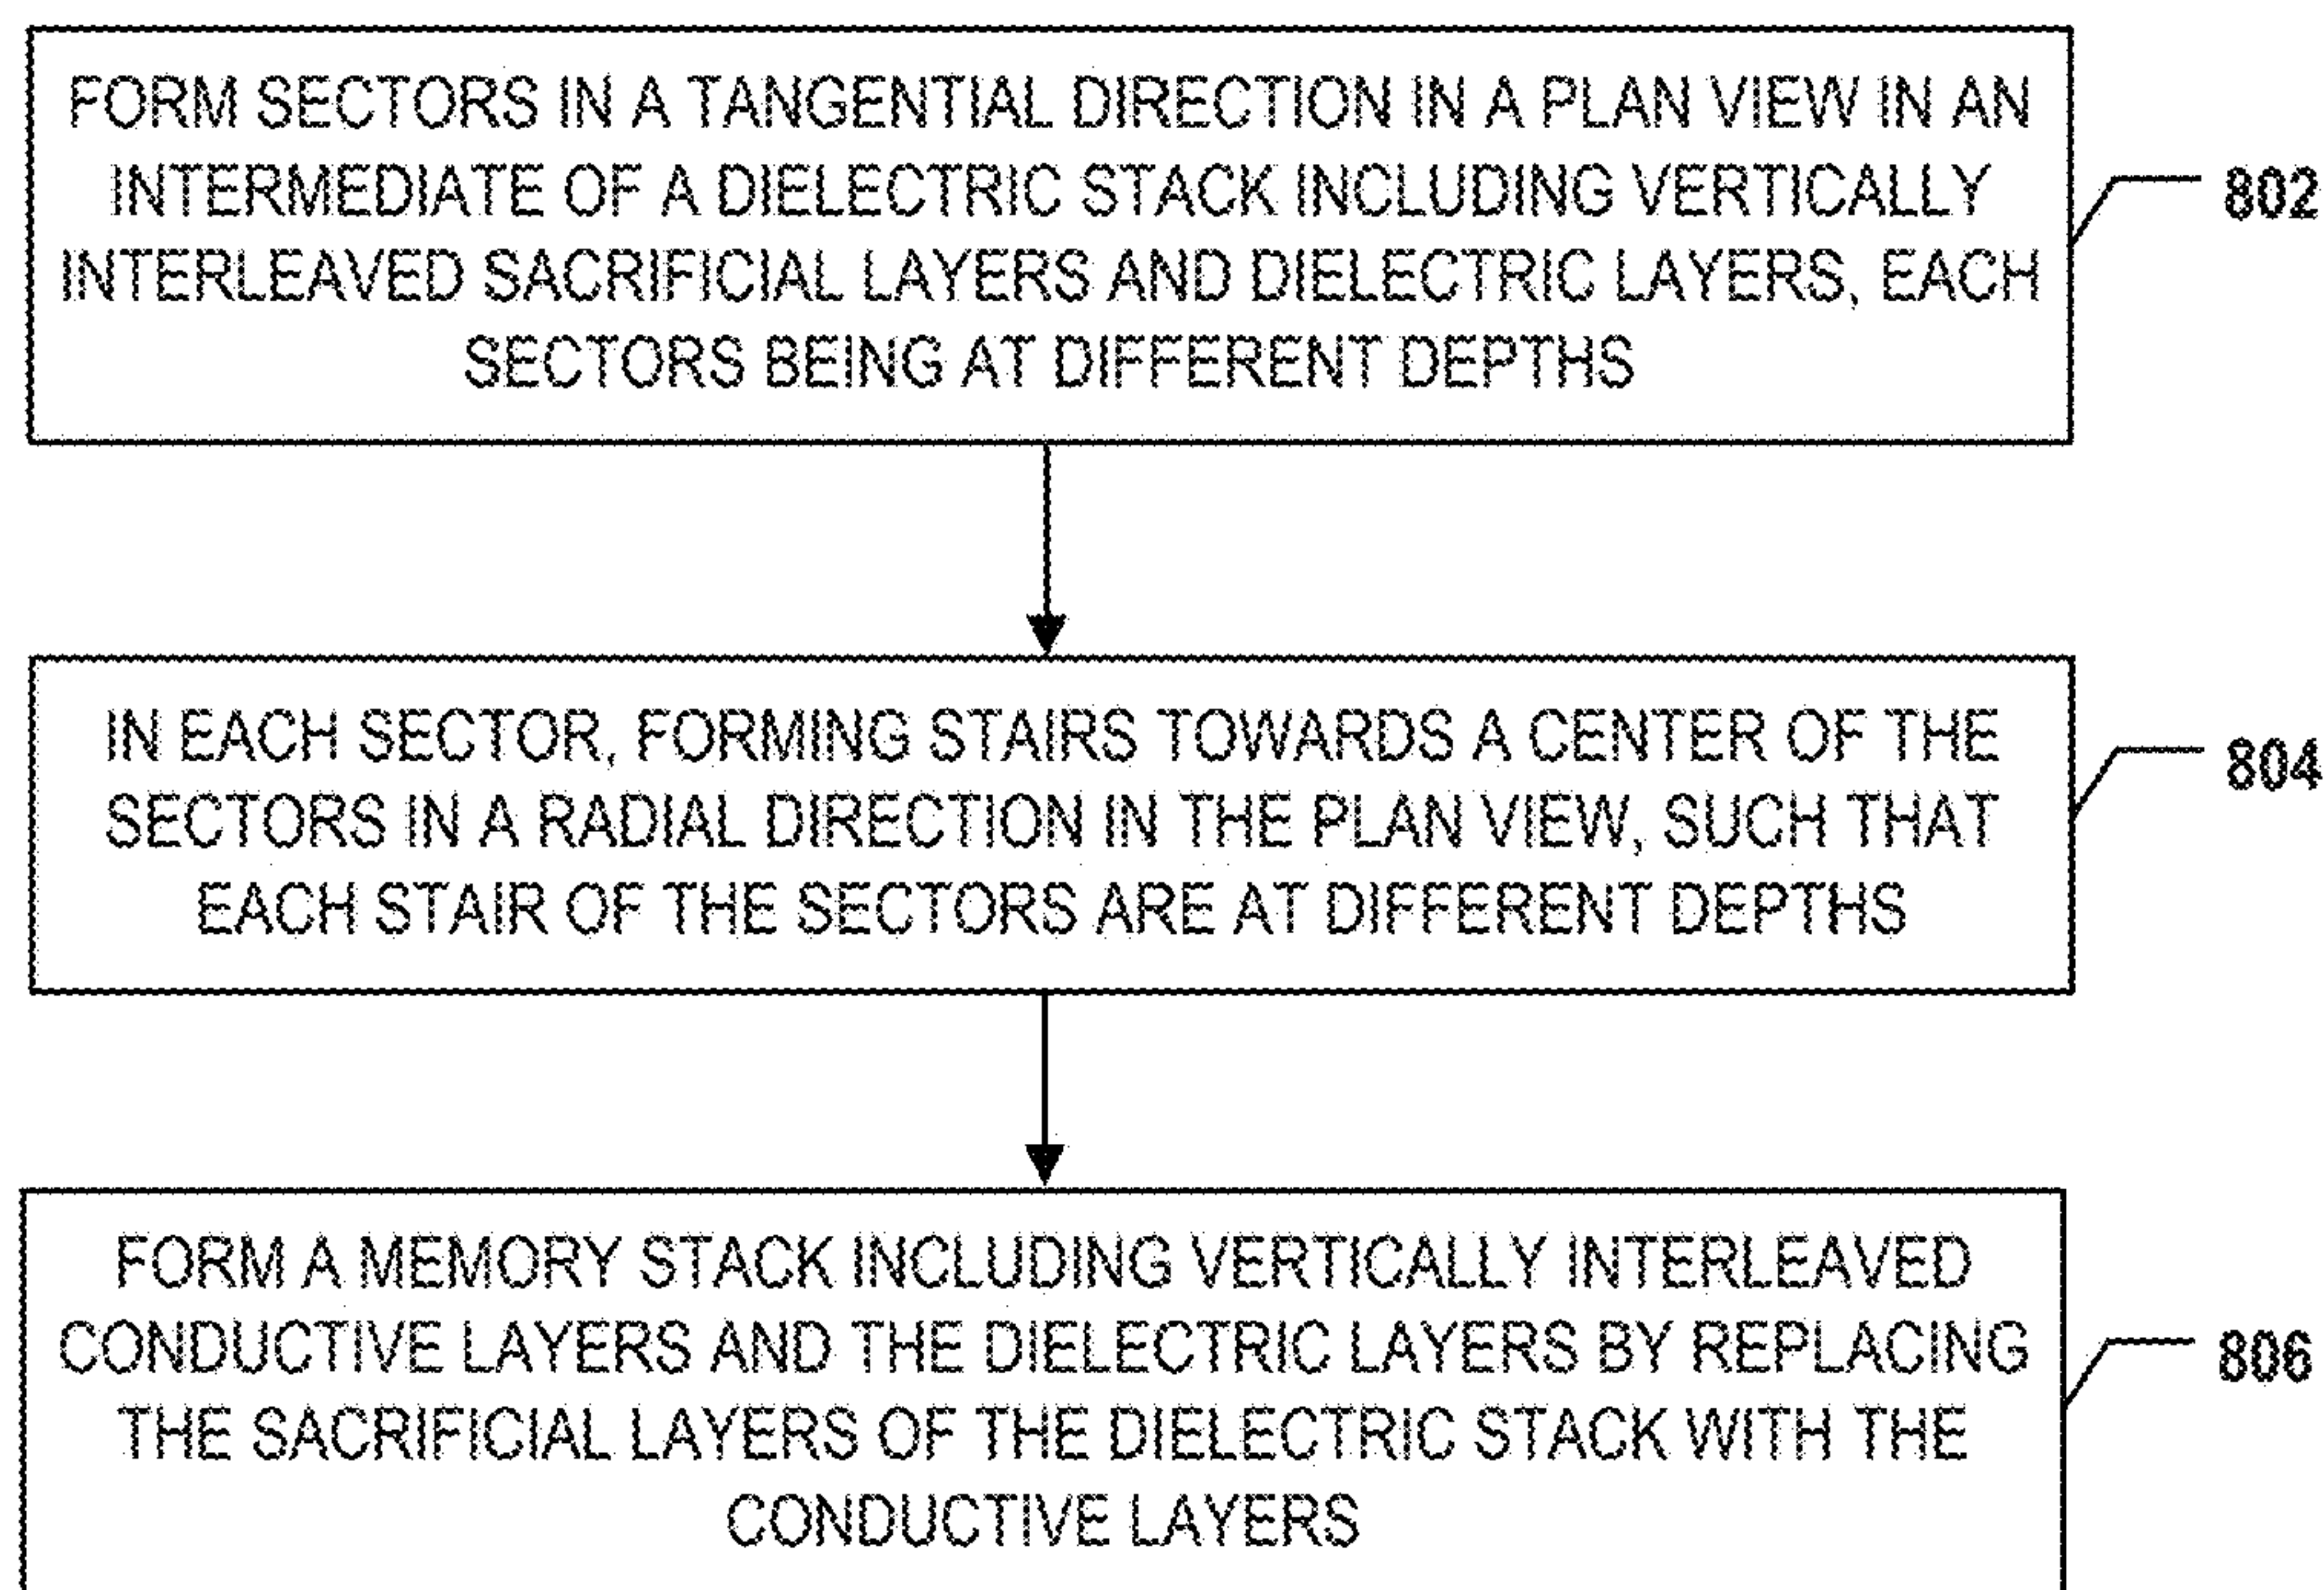 FORM SECTORS IN A TANGENTIAL DIRECTION IN A PLAN VIEW IN AN
INTERMEDIATE OF A DIELECTRIC STACK INCLUDING VERTICALLY
INTERLEAVED SACRIFICIAL LAYERS AND DIELECTRIC LAYERS, EACH
SECTORS BEING AT DIFFERENT DEPTHS
802
IN EACH SECTOR, FORMING STAIRS TOWARDS A CENTER OF THE
SECTORS IN A RADIAL DIRECTION IN THE PLAN VIEW, SUCH THAT
EACH STAIR OF THE SECTORS ARE AT DIFFERENT DEPTHS
804
FORM A MEMORY STACK INCLUDING VERTICALLY INTERLEAVED
CONDUCTIVE LAYERS AND THE DIELECTRIC LAYERS BY REPLACING
THE SACRIFICIAL LAYERS OF THE DIELECTRIC STACK WITH THE
CONDUCTIVE LAYERS
806